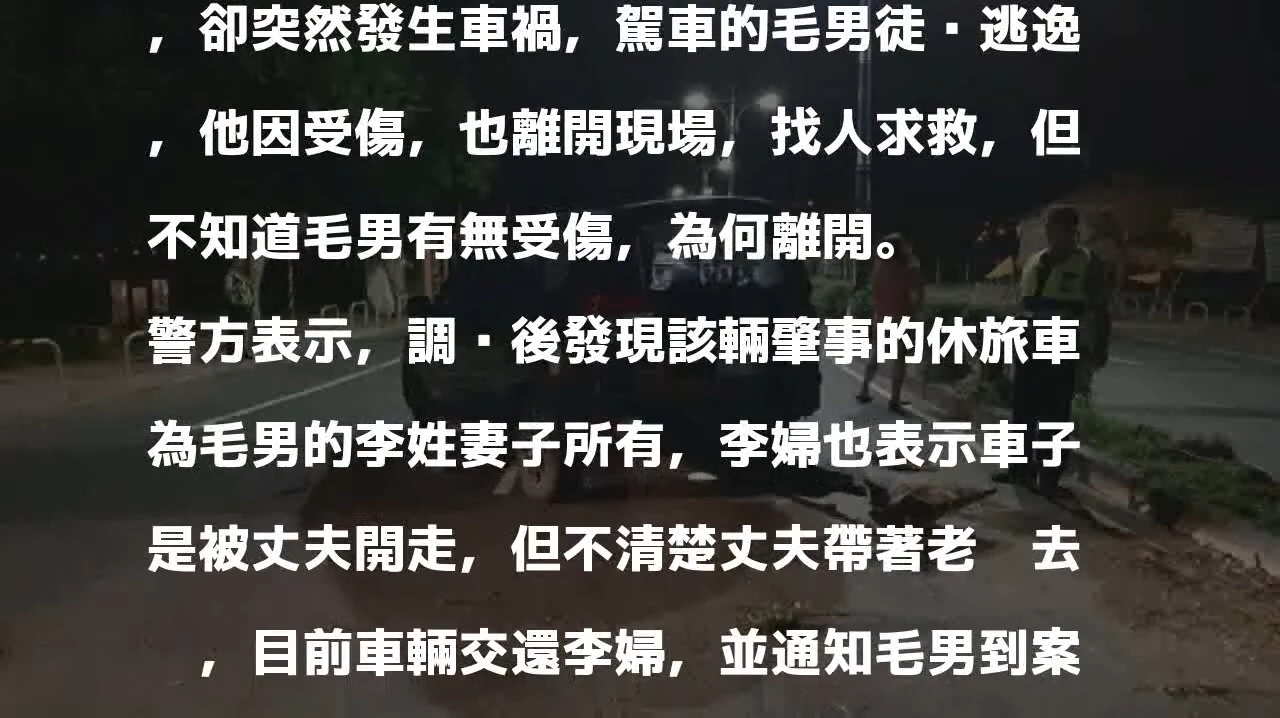 ，卻突然發生車禍，駕車的毛男徒·逃逸
，他因受傷，也離開現場，找人求救，但
不知道毛男有無受傷，為何離開。
警方表示，調·後發現該輛肇事的休旅車
為毛男的李姓妻子所有，李婦也表示車子
是被丈夫開走，但不清楚丈夫帶著老　去
，目前車輛交還李婦，並通知毛男到案